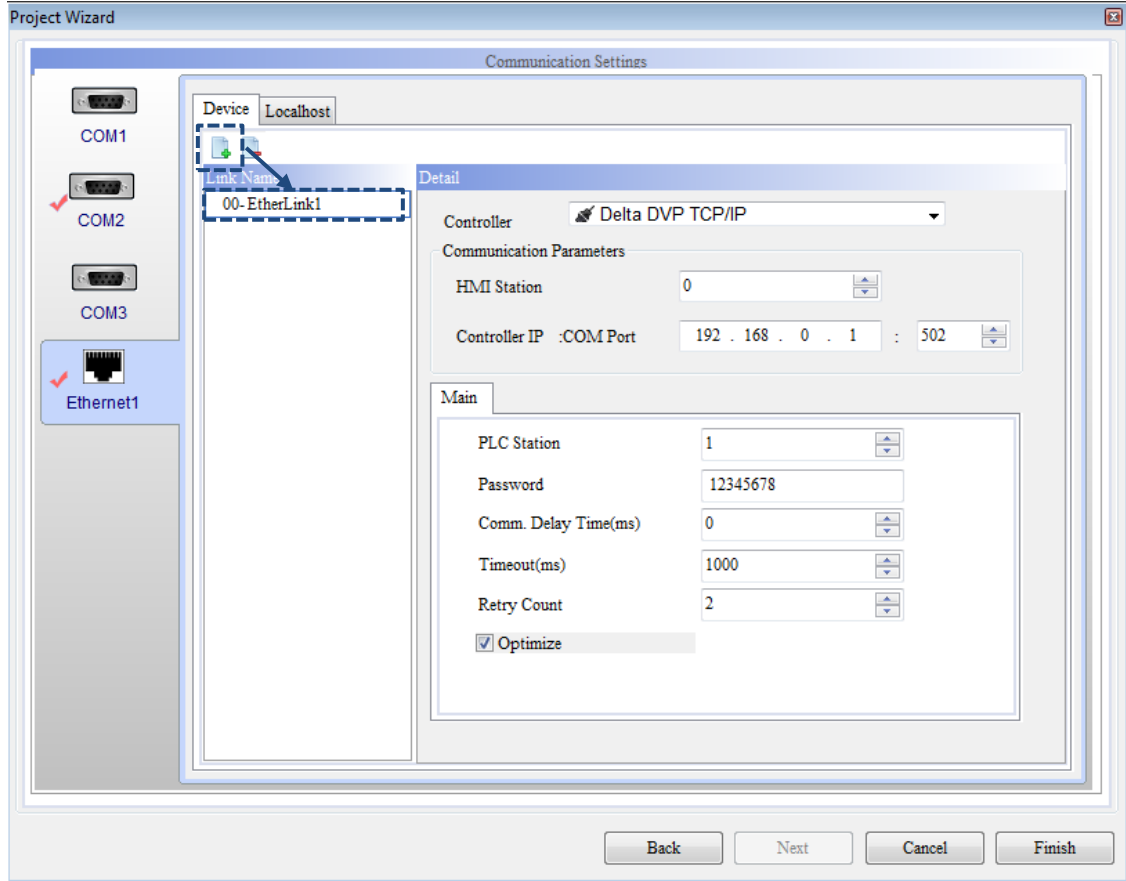 Project Wizard
Communication Settings
COM1
COM2
COM3
Ethernet1
Device
Localhost
Link Name
00-EtherLink1
Detail
Controller
Delta DVP TCP/IP
Communication Parameters
HMI Station
0
Controller IP :COM Port
192 . 168 . 0 . 1 : 502
Main
PLC Station
1
Password
12345678
Comm. Delay Time(ms)
0
Timeout(ms)
1000
Retry Count
2
Optimize
Back
Next
Cancel
Finish